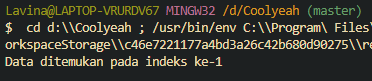 Lavina@LAPTOP-VRURDV67 MINGW32 /d/Coolyeah (master)
$  cd d:\\Coolyeah ; /usr/bin/env C:\\Program\ Files\
orkspaceStorage\\c46e7221177a4bd3a26c42b680d90275\\re
Data ditemukan pada indeks ke-1